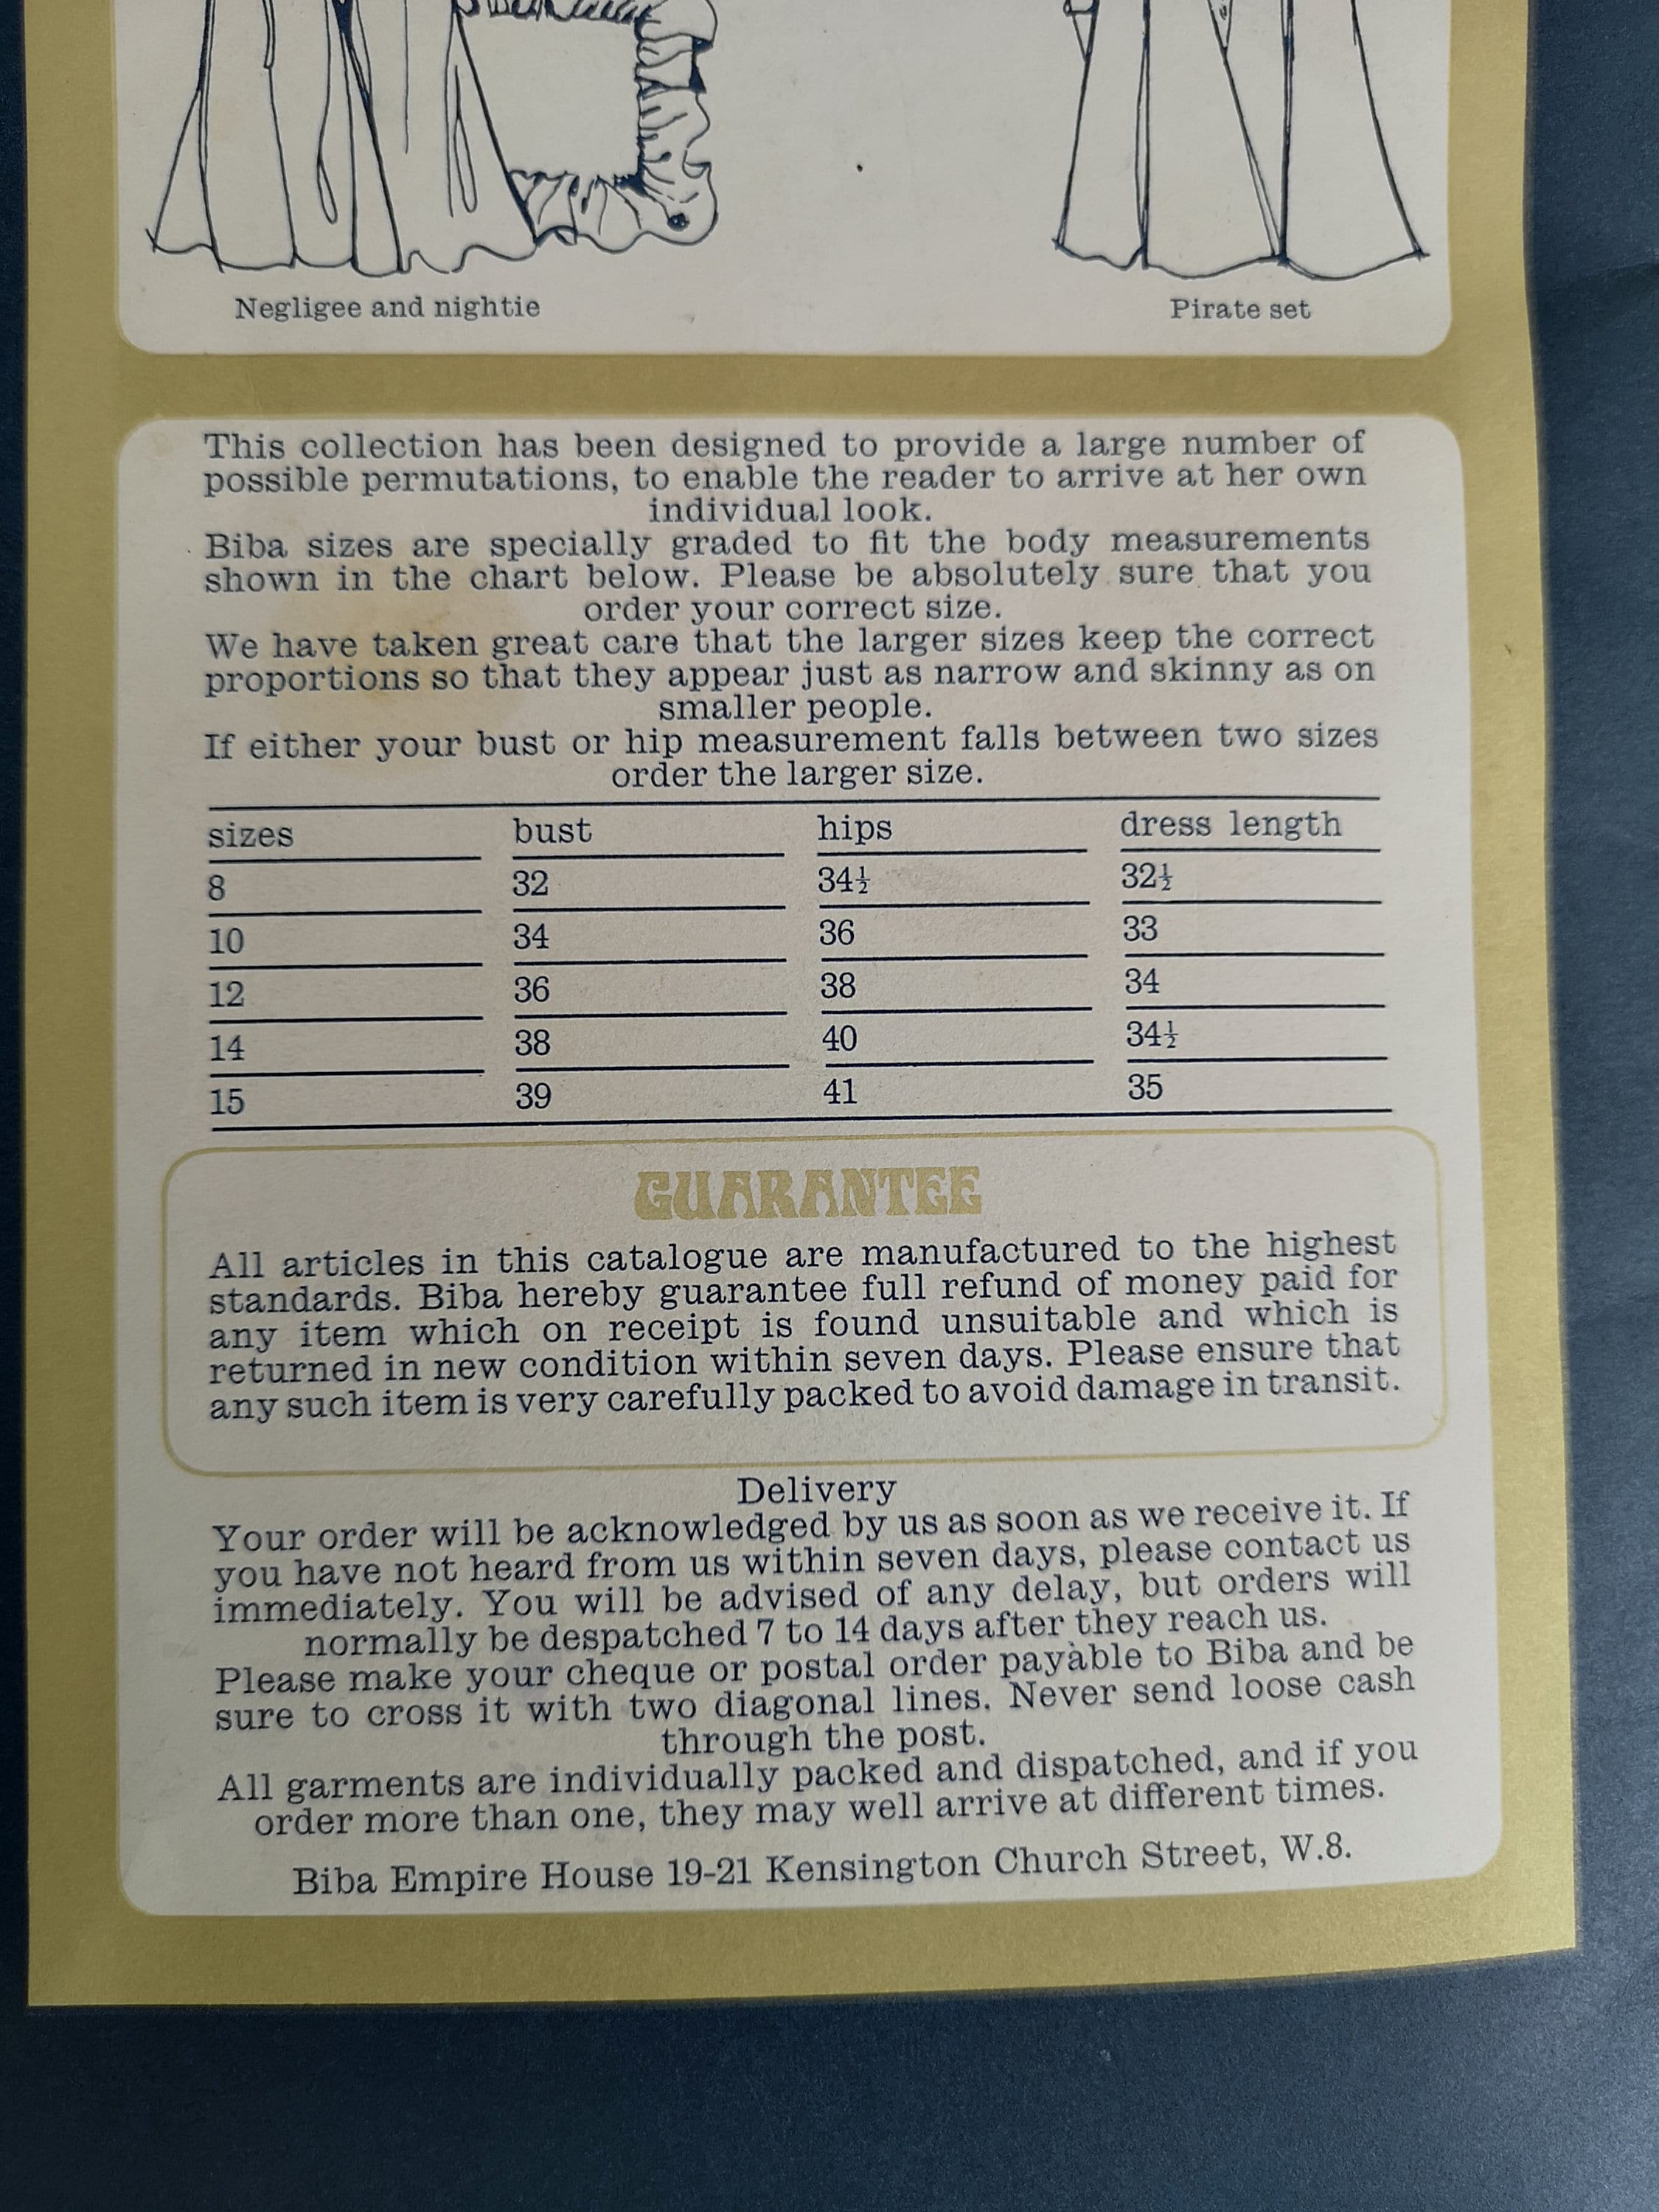 Negligee and nightie
Pirate set
This collection has been designed to provide a large number of
possible permutations, to enable the reader to arrive at her own
individual look.
Biba sizes are specially graded to fit the body measurements
shown in the chart below. Please be absolutely sure that you
order your correct size.
We have taken great care that the larger sizes keep the correct
proportions so that they appear just as narrow and skinny as on
smaller people.
If either your bust or hip measurement falls between two sizes
order the larger size.
sizes bust hips dress length
8 32 34½ 32½
10 34 36 33
12 36 38 34
14 38 40 34½
15 39 41 35
GUARANTEE
All articles in this catalogue are manufactured to the highest
standards. Biba hereby guarantee full refund of money paid for
any item which on receipt is found unsuitable and which is
returned in new condition within seven days. Please ensure that
any such item is very carefully packed to avoid damage in transit.
Delivery
Your order will be acknowledged by us as soon as we receive it. If
you have not heard from us within seven days, please contact us
immediately. You will be advised of any delay, but orders will
normally be despatched 7 to 14 days after they reach us.
Please make your cheque or postal order payable to Biba and be
sure to cross it with two diagonal lines. Never send loose cash
through the post.
All garments are individually packed and dispatched, and if you
order more than one, they may well arrive at different times.
Biba Empire House 19-21 Kensington Church Street, W.8.